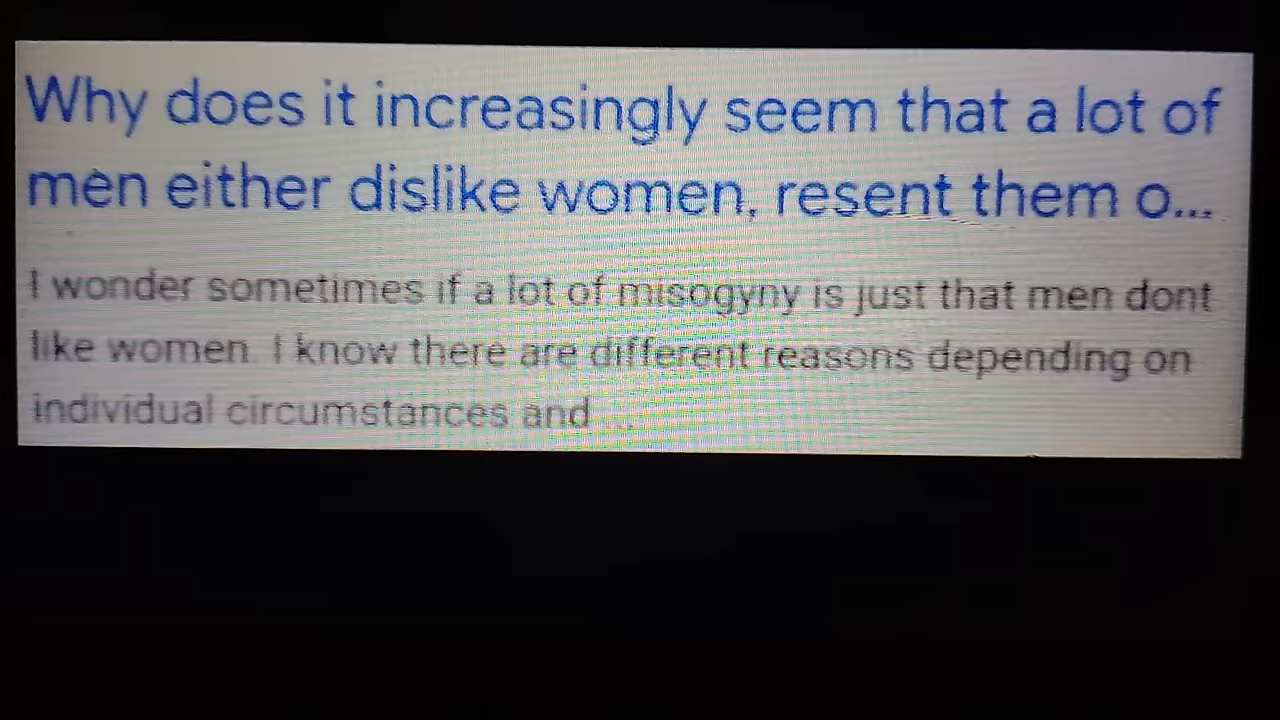 Why does it increasingly seem that a lot of
men either dislike women, resent them o...
I wonder sometimes if a lot of misogyny is just that men dont
like women. I know there are different reasons depending on
individual circumstances and ...